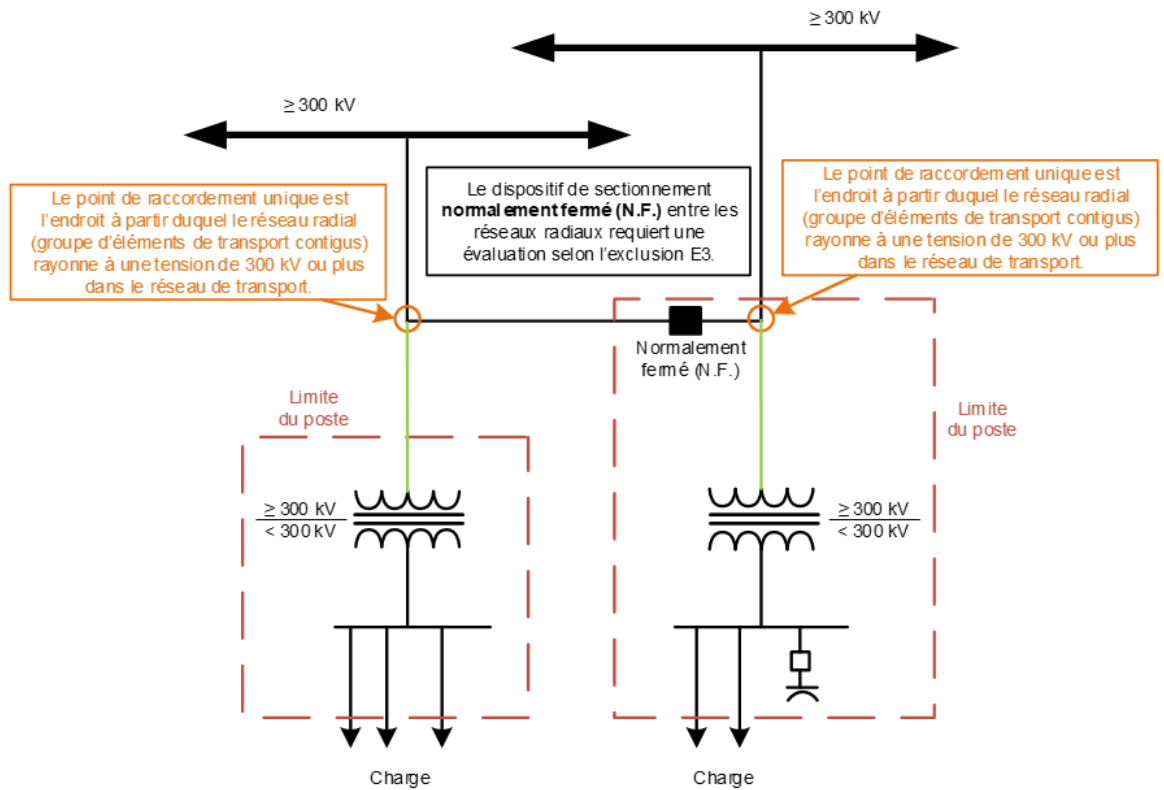 ≥ 300 kV
≥ 300 kV
Le point de raccordement unique est
l'endroit à partir duquel le réseau radial
(groupe d'éléments de transport contigus)
rayonne à une tension de 300 kV ou plus
dans le réseau de transport.
Le dispositif de sectionnement
normalement fermé (N.F.) entre les
réseaux radiaux requiert une
évaluation selon l'exclusion E3.
Le point de raccordement unique est
l'endroit à partir duquel le réseau radial
(groupe d'éléments de transport contigus)
rayonne à une tension de 300 kV ou plus
dans le réseau de transport.
Normalement
fermé (N.F.)
Limite
du poste
Limite
du poste
≥ 300 kV
< 300 kV
≥ 300 kV
< 300 kV
Charge
Charge